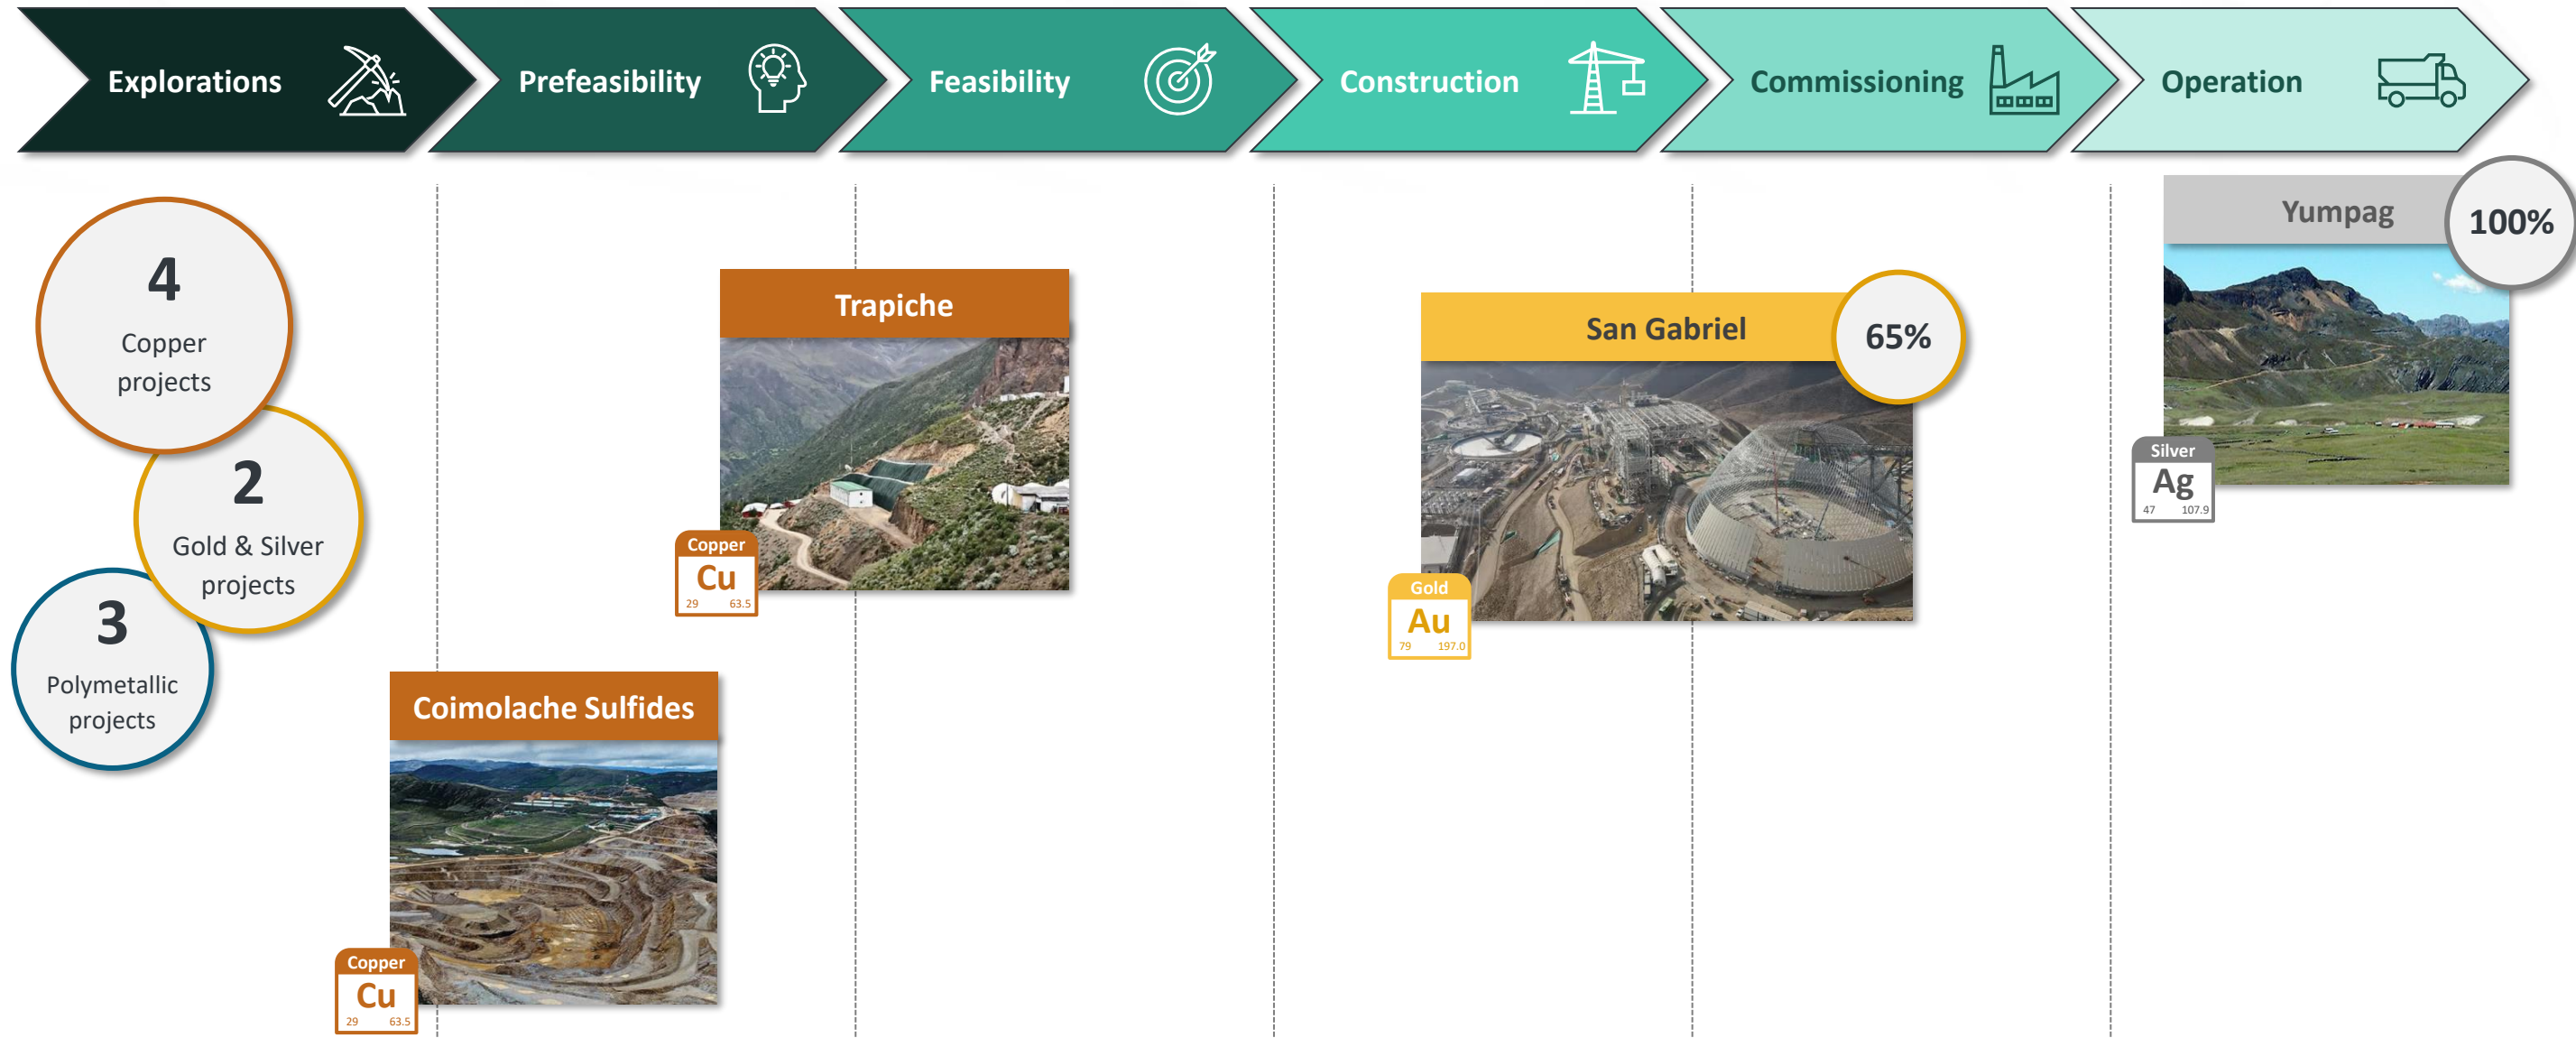 Explorations
Prefeasibility
Feasibility
Construction
Commissioning
Operation
4
Copper
projects
2
Gold & Silver
projects
3
Polymetallic
projects
Coimolache Sulfides
Copper
Cu
29 63.5
Trapiche
Copper
Cu
29 63.5
San Gabriel
65%
Gold
Au
79 197.0
Yumpag
100%
Silver
Ag
47 107.9